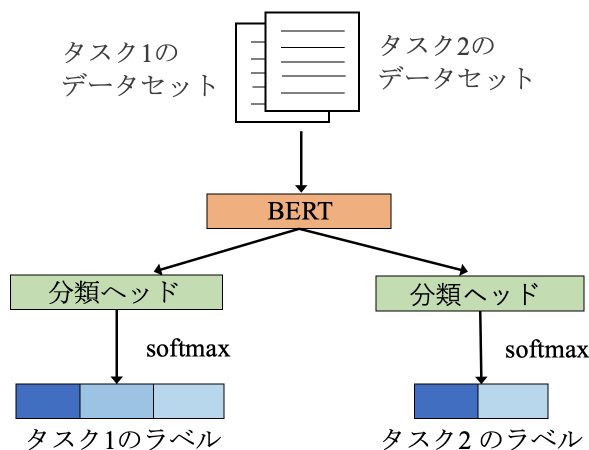 タスク1の
データセット
タスク2の
データセット
BERT
分類ヘッド
分類ヘッド
softmax
softmax
タスク1のラベル
タスク2 のラベル